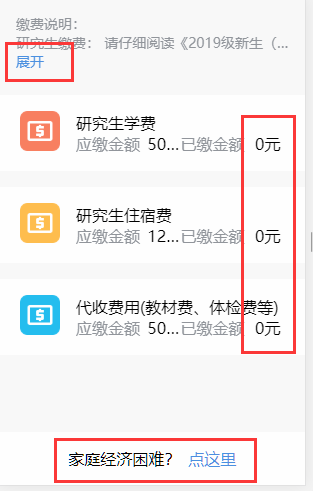 缴费说明：
研究生缴费： 请仔细阅读《2019级新生（...
展开
研究生学费
应缴金额 50...已缴金额 0元
研究生住宿费
应缴金额 12...已缴金额 0元
代收费用(教材费、体检费等)
应缴金额 50...已缴金额 0元
家庭经济困难？ 点这里